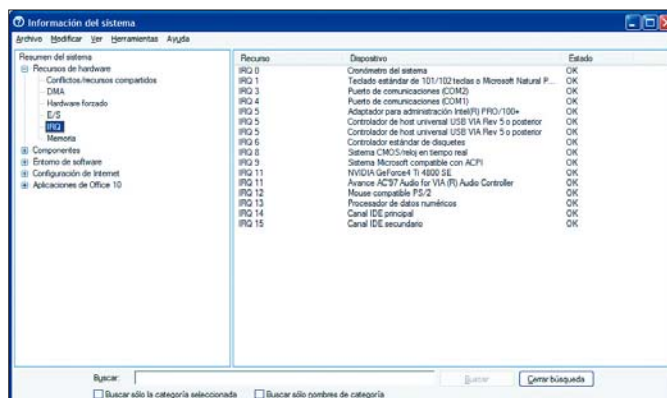 Información del sistema
Archivo Modificar Ver Herramientas Ayuda
Resumen del sistema
Recursos de hardware
Conflictos/recursos compartidos
DMA
Hardware forzado
E/S
IRQ
Memoria
Componentes
Entorno de software
Configuración de Internet
Aplicaciones de Office 10
Recurso Dispositivo Estado
IRQ 0 Cronómetro del sistema OK
IRQ 1 Teclado estándar de 101/102 teclas o Microsoft Natural P... OK
IRQ 3 Puerto de comunicaciones (COM2) OK
IRQ 4 Puerto de comunicaciones (COM1) OK
IRQ 5 Adaptador para administración Intel(R) PRO/100+ OK
IRQ 5 Controlador de host universal USB VIA Rev 5 o posterior OK
IRQ 5 Controlador de host universal USB VIA Rev 5 o posterior OK
IRQ 6 Controlador estándar de disquetes OK
IRQ 8 Sistema CMOS/reloj en tiempo real OK
IRQ 9 Sistema Microsoft compatible con ACPI OK
IRQ 11 NVIDIA GeForce4 Ti 4800 SE OK
IRQ 11 Avance AC'97 Audio for VIA (R) Audio Controller OK
IRQ 12 Mouse compatible PS/2 OK
IRQ 13 Procesador de datos numéricos OK
IRQ 14 Canal IDE principal OK
IRQ 15 Canal IDE secundario OK
Buscar: Buscar Cerrar búsqueda
Buscar sólo la categoría seleccionada Buscar sólo nombres de categoría